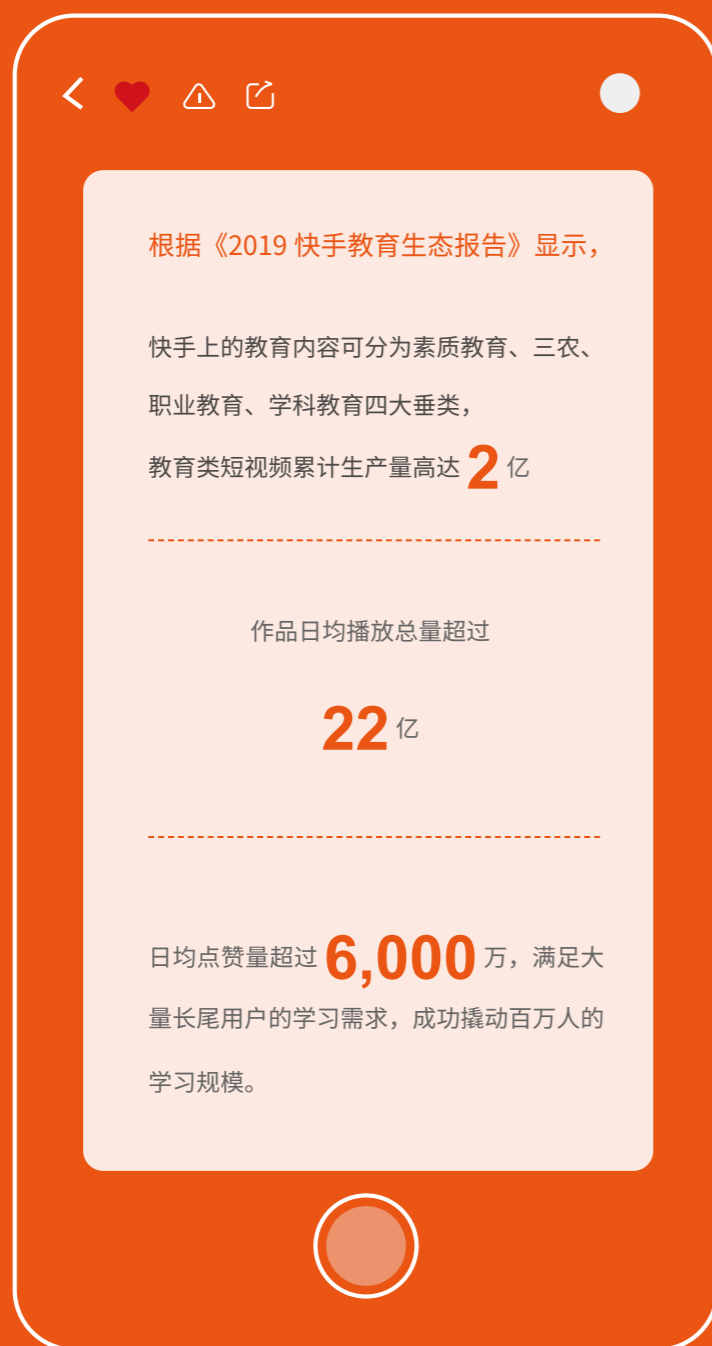 根据《2019 快手教育生态报告》显示，
快手上的教育内容可分为素质教育、三农、
职业教育、学科教育四大垂类，
教育类短视频累计生产量高达 2 亿
作品日均播放总量超过
22 亿
日均点赞量超过 6,000 万，满足大
量长尾用户的学习需求，成功撬动百万人的
学习规模。